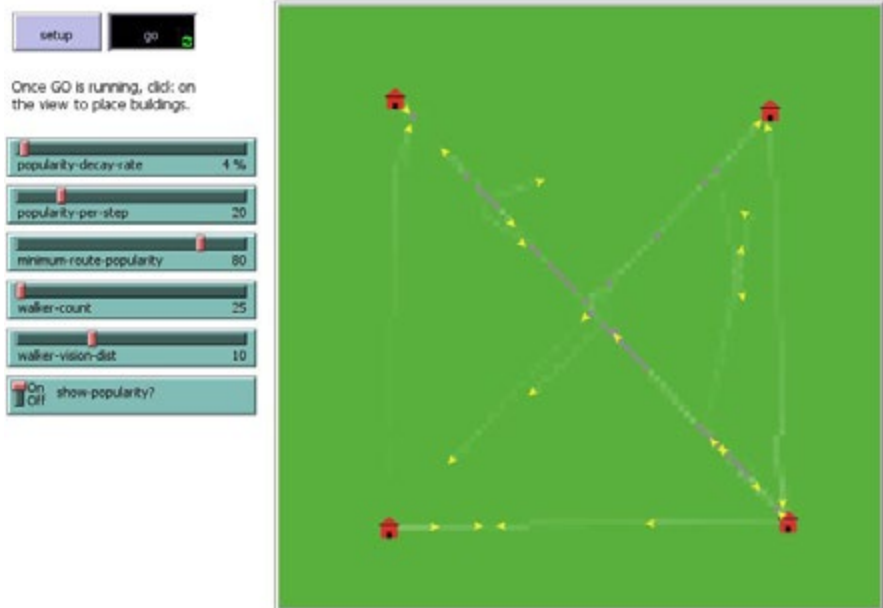 setup go
Once GO is running, click on
the view to place buildings.
popularity-decay-rate 4 %
popularity-per-step 20
minimum-route-popularity 80
walker-count 25
walker-vision-dist 10
On
Off show-popularity?